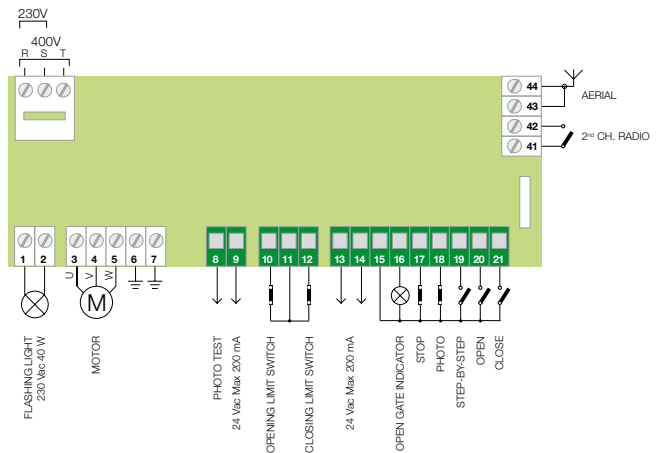 230V
400V
R S T
44
43
42
41
AERIAL
2nd CH. RADIO
1 2 3 4 5 6 7
8 9 10 11 12 13 14 15 16 17 18 19 20 21
U V W
M
FLASHING LIGHT
230 Vac 40 W
MOTOR
PHOTO TEST
24 Vac Max 200 mA
OPENING LIMIT SWITCH
CLOSING LIMIT SWITCH
24 Vac Max 200 mA
OPEN GATE INDICATOR
STOP
PHOTO
STEP-BY-STEP
OPEN
CLOSE